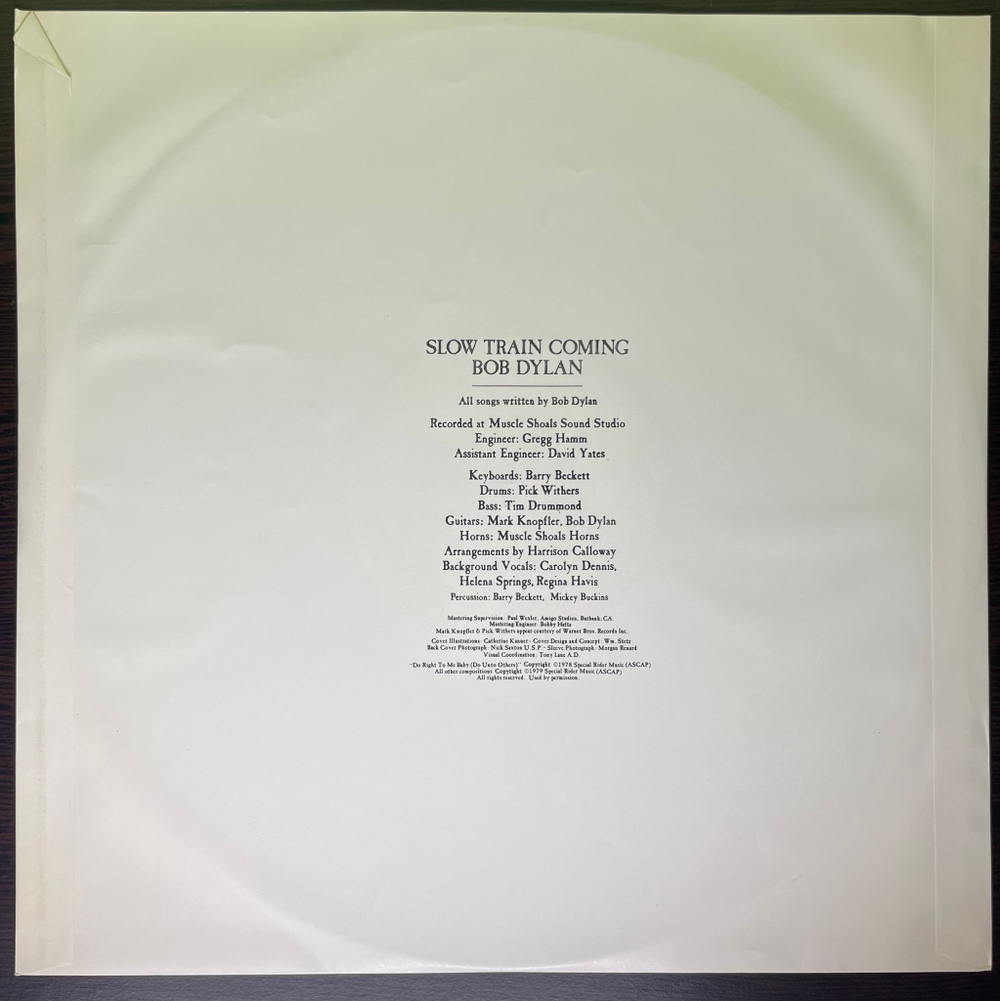 SLOW TRAIN COMING
BOB DYLAN
All songs written by Bob Dylan
Recorded at Muscle Shoals Sound Studio
Engineer: Gregg Hamm
Assistant Engineer: David Yates
Keyboards: Barry Beckett
Drums: Pick Withers
Bass: Tim Drummond
Guitars: Mark Knopfler, Bob Dylan
Horns: Muscle Shoals Horns
Arrangements by Harrison Calloway
Background Vocals: Carolyn Dennis,
Helena Springs, Regina Havis
Percussion: Barry Beckett, Mickey Buckins
Mastering Supervision: Paul Wexler, Amigo Studios, Burbank, CA.
Mastering Engineer: Bobby Hatta
Mark Knopfler & Pick Withers appear courtesy of Warner Bros. Records Inc.
Cover Illustrations: Catherine Kanner · Cover Design and Concept: Wm. Stetz
Back Cover Photograph: Nick Saxton U.S.P. · Sleeve Photograph: Morgan Renard
Visual Coordination: Tony Lane A.D.
"Do Right To Me Baby (Do Unto Others)" Copyright ©1978 Special Rider Music (ASCAP)
All other compositions Copyright ©1979 Special Rider Music (ASCAP)
All rights reserved. Used by permission.